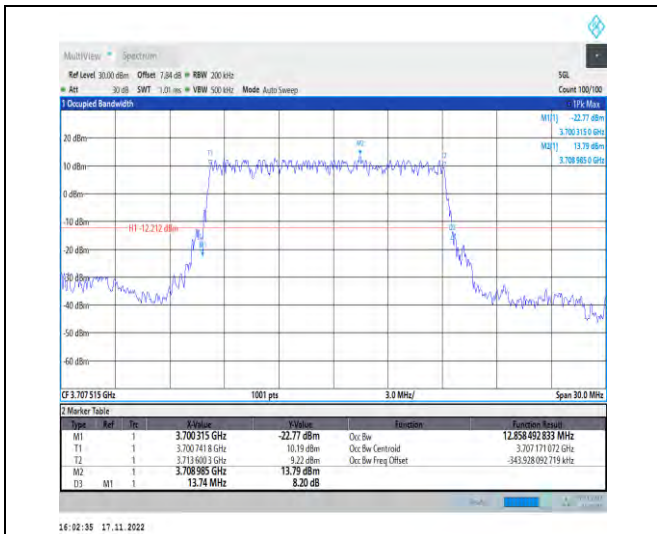 MultiView Spectrum
Ref Level 30.00 dBm Offset 7.84 dB RBW 200 kHz SGL
Att 30 dB SWT 1.01 ms VBW 500 kHz Mode Auto Sweep Count 100/100
1 Occupied Bandwidth 1Pk Max
M1[1] -22.77 dBm
3.700 315 0 GHz
M2[1] 13.79 dBm
3.708 985 0 GHz
20 dBm
M2
T1
10 dBm
0 dBm
-10 dBm
H1 -12.212 dBm
-20 dBm
-30 dBm
-40 dBm
-50 dBm
-60 dBm
CF 3.707 515 GHz 1001 pts 3.0 MHz/ Span 30.0 MHz
2 Marker Table
Type Ref Trc X-Value Y-Value Function Function Result
M1 1 3.700 315 GHz -22.77 dBm Occ Bw 12.858 492 833 MHz
T1 1 3.700 741 8 GHz 10.19 dBm Occ Bw Centroid 3.707 171 072 GHz
T2 1 3.713 600 3 GHz 9.22 dBm Occ Bw Freq Offset -343.928 092 719 kHz
M2 1 3.708 985 GHz 13.79 dBm
D3 M1 1 13.74 MHz 8.20 dB
16:02:35 17.11.2022